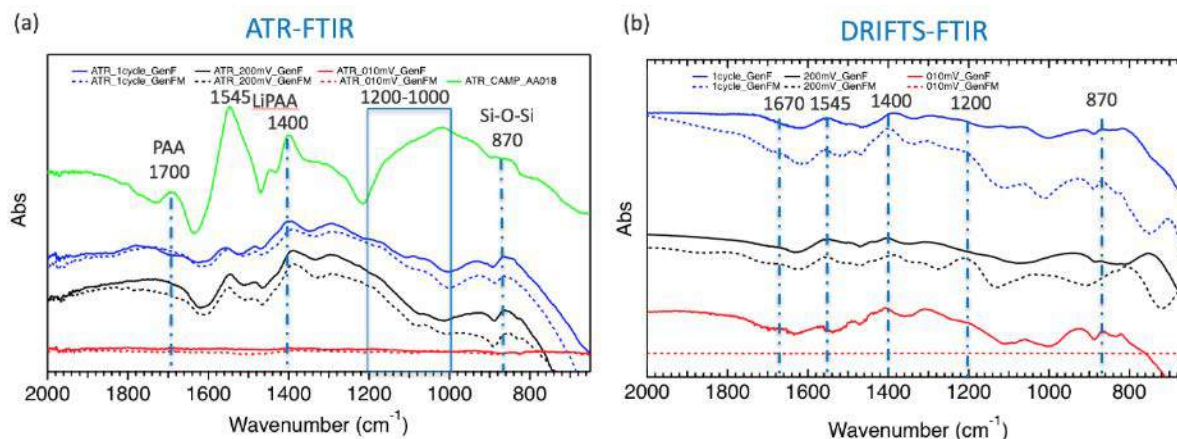 (a)
ATR-FTIR
ATR_1cycle_GenF
ATR_200mV_GenF
ATR_010mV_GenF
ATR_1cycle_GenFM
ATR_200mV_GenFM
ATR_010mV_GenFM
ATR_CAMP_AA018
1545
LiPAA
1200-1000
1400
Si-O-Si
870
PAA
1700
Abs
2000 1800 1600 1400 1200 1000 800
Wavenumber (cm-1)
(b)
DRIFTS-FTIR
1cycle_GenF
200mV_GenF
010mV_GenF
1cycle_GenFM
200mV_GenFM
010mV_GenFM
1670 1545 1400 1200 870
Abs
2000 1800 1600 1400 1200 1000 800
Wavenumber (cm-1)